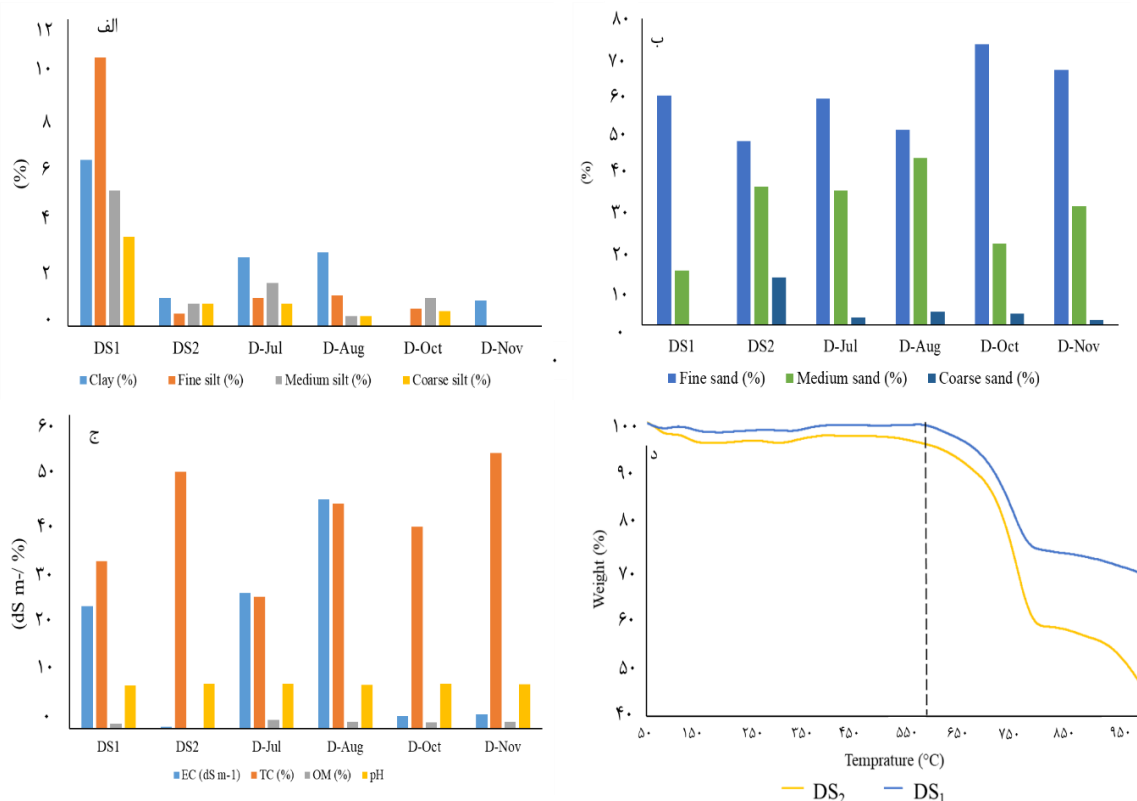 الف
۱۲
۱۰
۸
۶
۴
۲
۰
(%)
DS1 DS2 D-Jul D-Aug D-Oct D-Nov
Clay (%) Fine silt (%) Medium silt (%) Coarse silt (%)
ب
۸۰
۷۰
۶۰
۵۰
۴۰
۳۰
۲۰
۱۰
۰
(%)
DS1 DS2 D-Jul D-Aug D-Oct D-Nov
Fine sand (%) Medium sand (%) Coarse sand (%)
ج
۶۰
۵۰
۴۰
۳۰
۲۰
۱۰
۰
(dS m-/ %)
DS1 DS2 D-Jul D-Aug D-Oct D-Nov
EC (dS m-1) TC (%) OM (%) pH
د
۱۰۰
۹۰
۸۰
۷۰
۶۰
۵۰
۴۰
Weight (%)
۵۰ ۱۵۰ ۲۵۰ ۳۵۰ ۴۵۰ ۵۵۰ ۶۵۰ ۷۵۰ ۸۵۰ ۹۵۰
Temprature (°C)
DS₂ DS₁